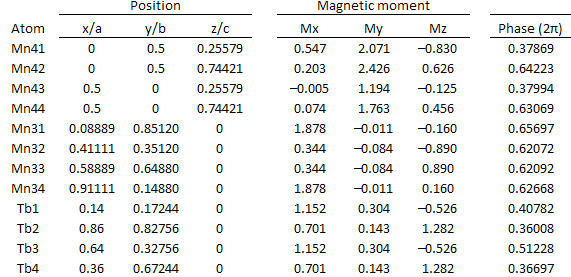 Position Magnetic moment
Atom x/a y/b z/c Mx My Mz Phase (2π)
Mn41 0 0.5 0.25579 0.547 2.071 −0.830 0.37869
Mn42 0 0.5 0.74421 0.203 2.426 0.626 0.64223
Mn43 0.5 0 0.25579 −0.005 1.194 −0.125 0.37994
Mn44 0.5 0 0.74421 0.074 1.763 0.456 0.63069
Mn31 0.08889 0.85120 0 1.878 −0.011 −0.160 0.65697
Mn32 0.41111 0.35120 0 0.344 −0.084 −0.890 0.62072
Mn33 0.58889 0.64880 0 0.344 −0.084 0.890 0.62092
Mn34 0.91111 0.14880 0 1.878 −0.011 0.160 0.62668
Tb1 0.14 0.17244 0 1.152 0.304 −0.526 0.40782
Tb2 0.86 0.82756 0 0.701 0.143 1.282 0.36008
Tb3 0.64 0.32756 0 1.152 0.304 −0.526 0.51228
Tb4 0.36 0.67244 0 0.701 0.143 1.282 0.36697